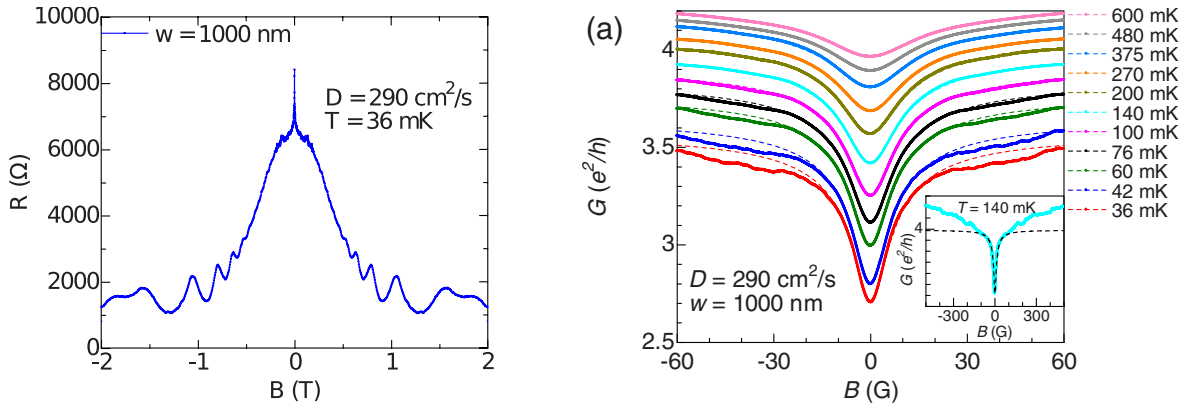 w = 1000 nm
10000
8000
6000
4000
2000
0
R (Ω)
D = 290 cm²/s
T = 36 mK
-2
-1
0
1
2
B (T)
(a)
4
3.5
3
2.5
G (e²/h)
D = 290 cm²/s
w = 1000 nm
-60
-30
0
30
60
B (G)
T = 140 mK
4
G (e²/h)
-300
0
300
B (G)
600 mK
480 mK
375 mK
270 mK
200 mK
140 mK
100 mK
76 mK
60 mK
42 mK
36 mK